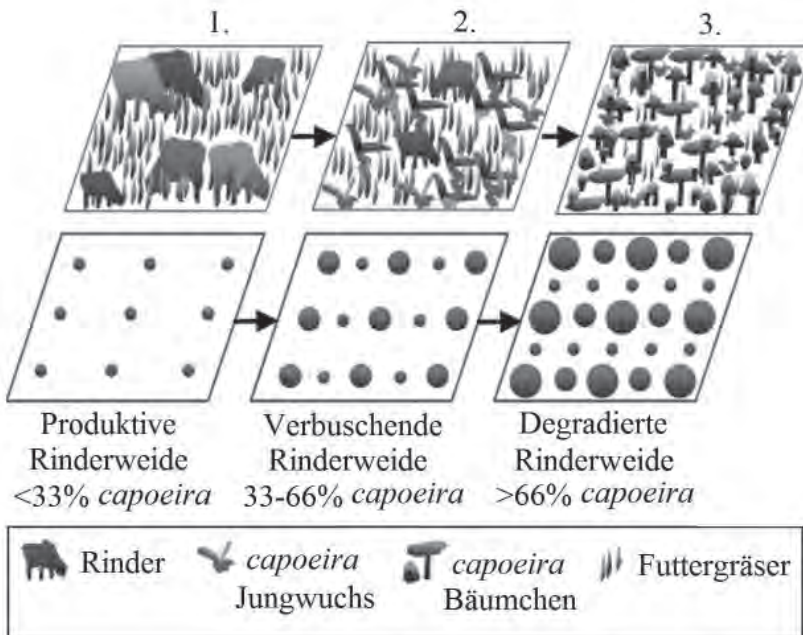 1. 2. 3.
Produktive
Rinderweide
<33% capoeira
Verbuschende
Rinderweide
33-66% capoeira
Degradierte
Rinderweide
>66% capoeira
Rinder
capoeira
Jungwuchs
capoeira
Bäumchen
Futtergräser